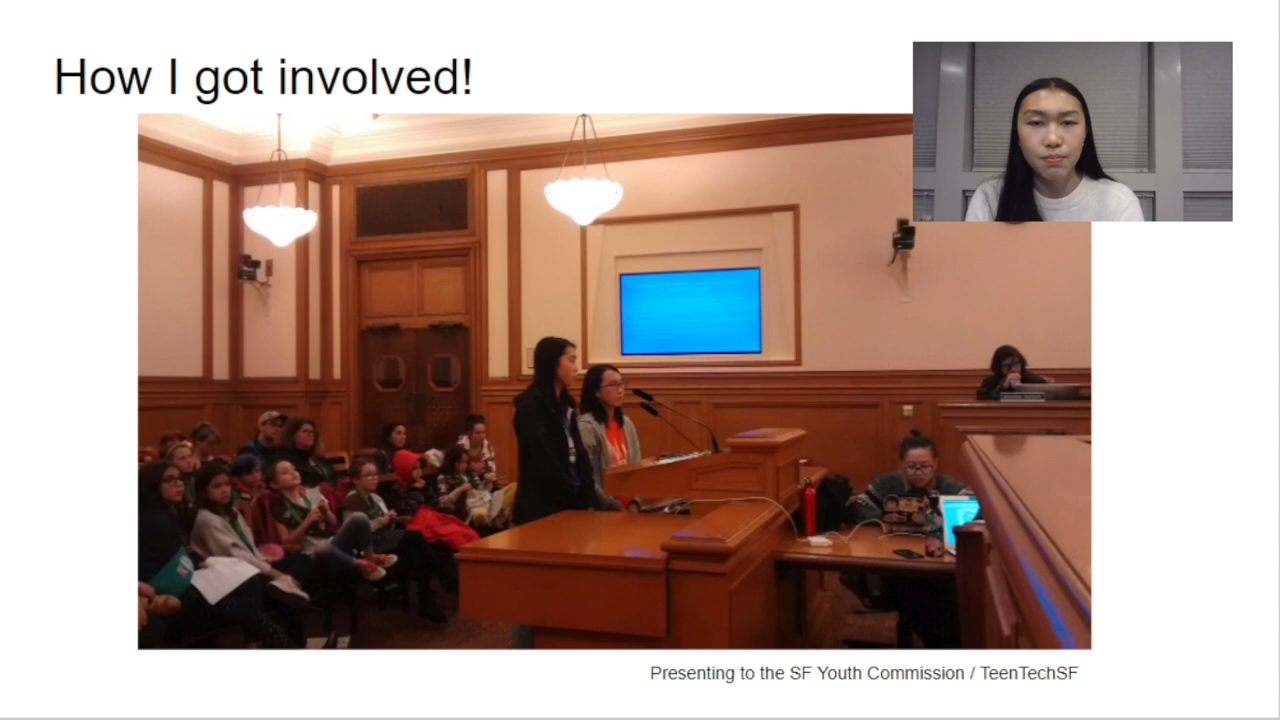 How I got involved!
Presenting to the SF Youth Commission / TeenTechSF